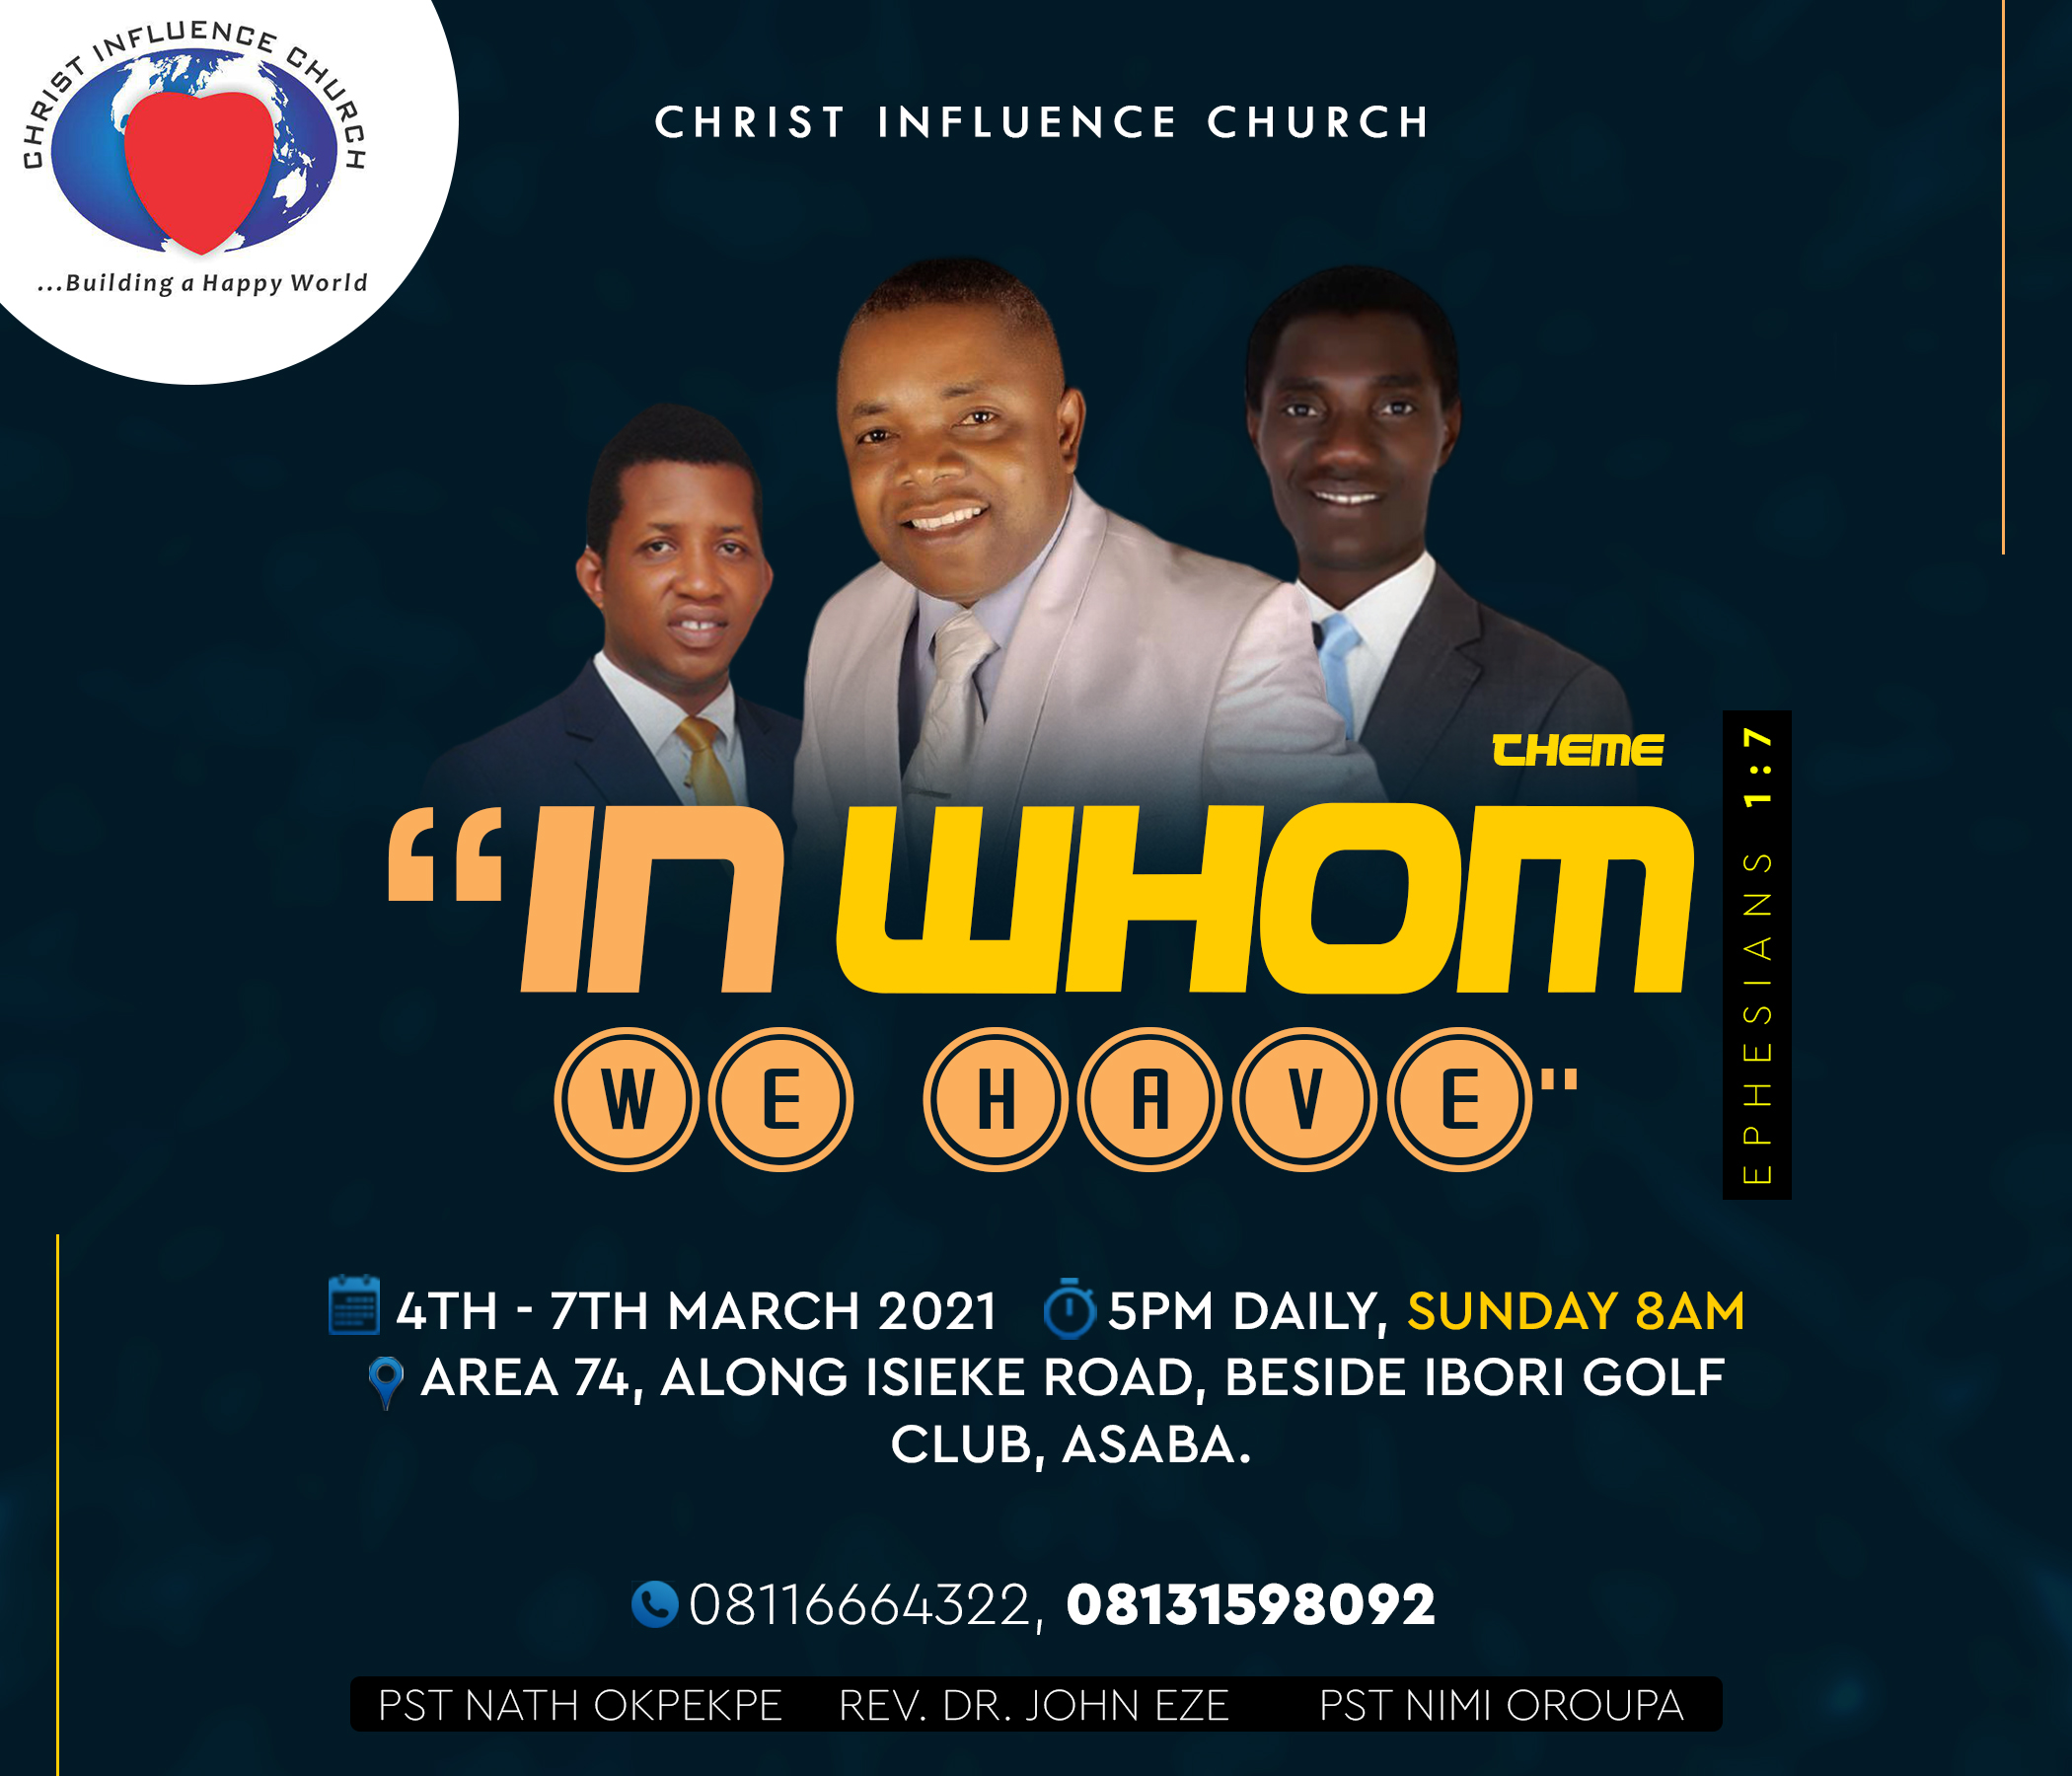 CHRIST INFLUENCE CHURCH
...Building a Happy World
CHRIST INFLUENCE CHURCH
THEME
“IN WHOM
WE HAVE"
EPHESIANS 1:7
4TH - 7TH MARCH 2021 5PM DAILY, SUNDAY 8AM
AREA 74, ALONG ISIEKE ROAD, BESIDE IBORI GOLF
CLUB, ASABA.
08116664322, 08131598092
PST NATH OKPEKPE REV. DR. JOHN EZE PST NIMI OROUPA